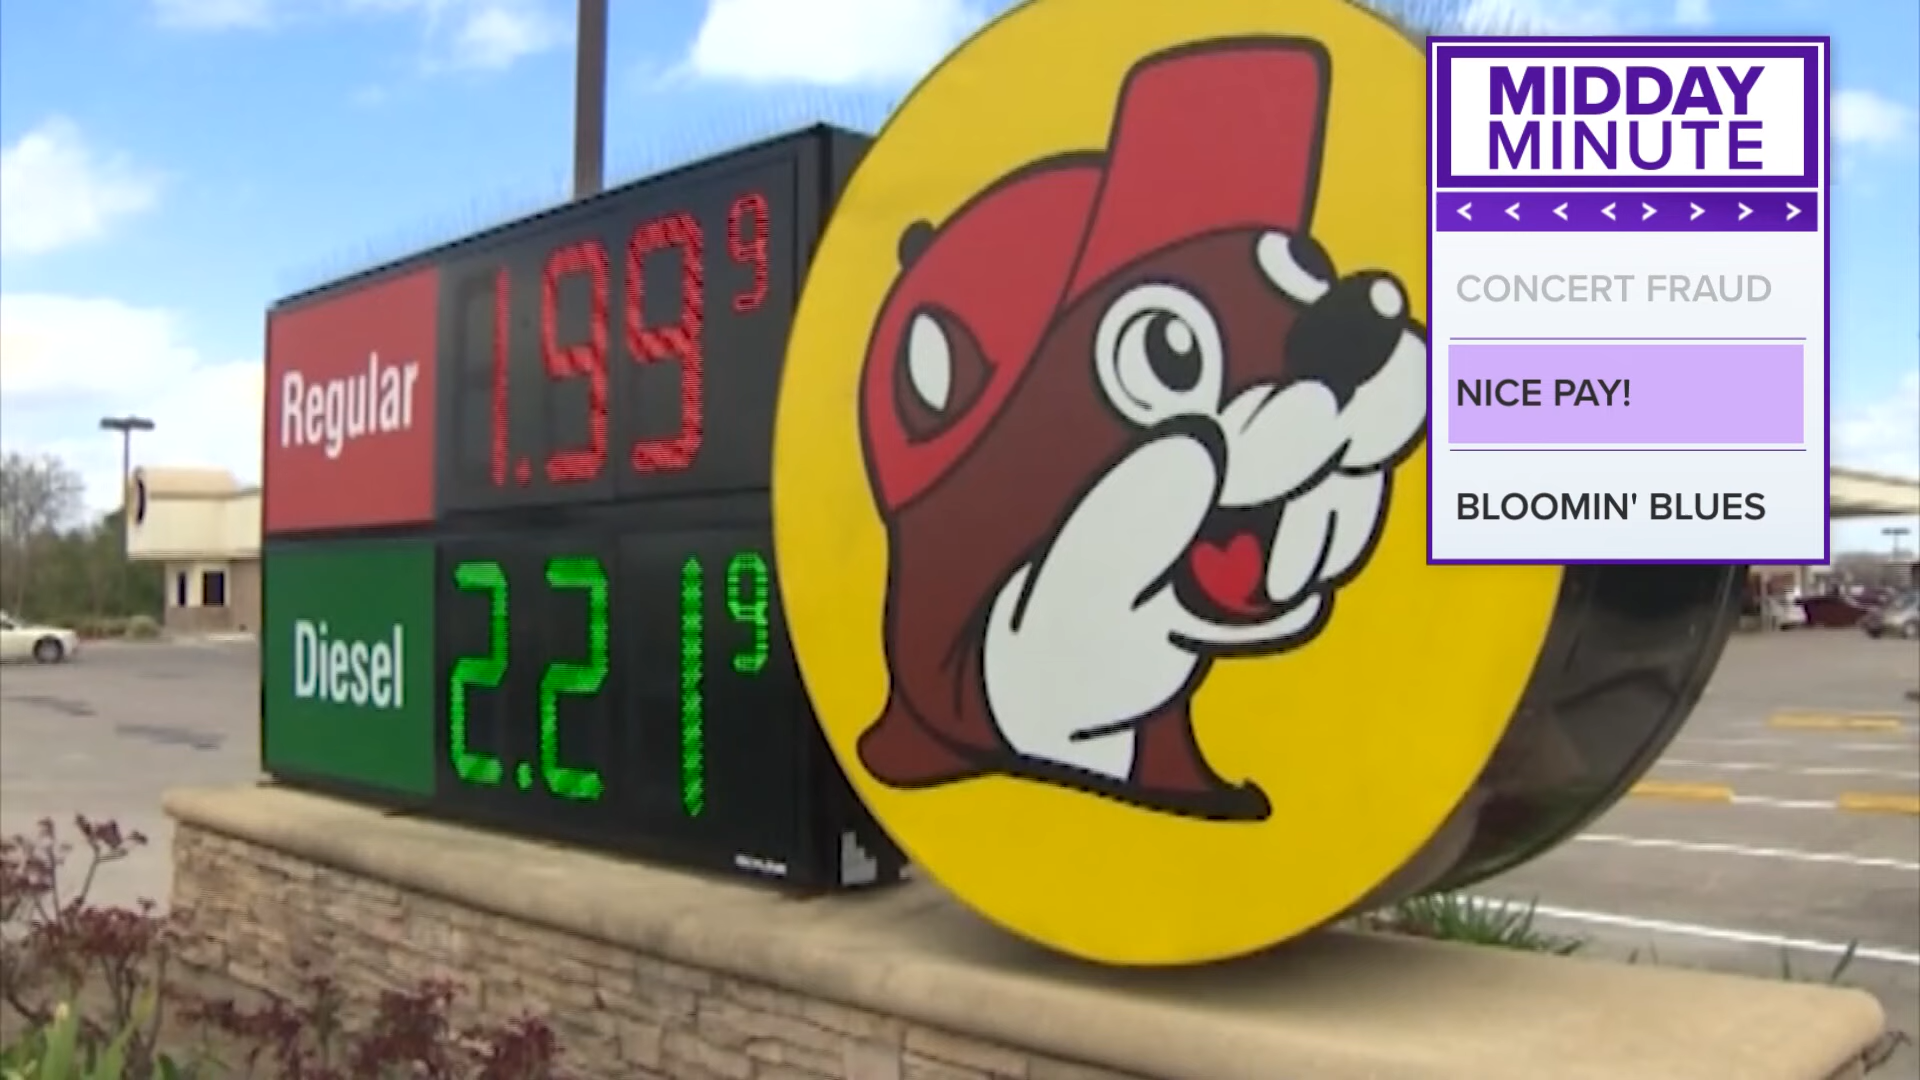 Regular 1.99 9
Diesel 2.21 9
MIDDAY
MINUTE
CONCERT FRAUD
NICE PAY!
BLOOMIN' BLUES